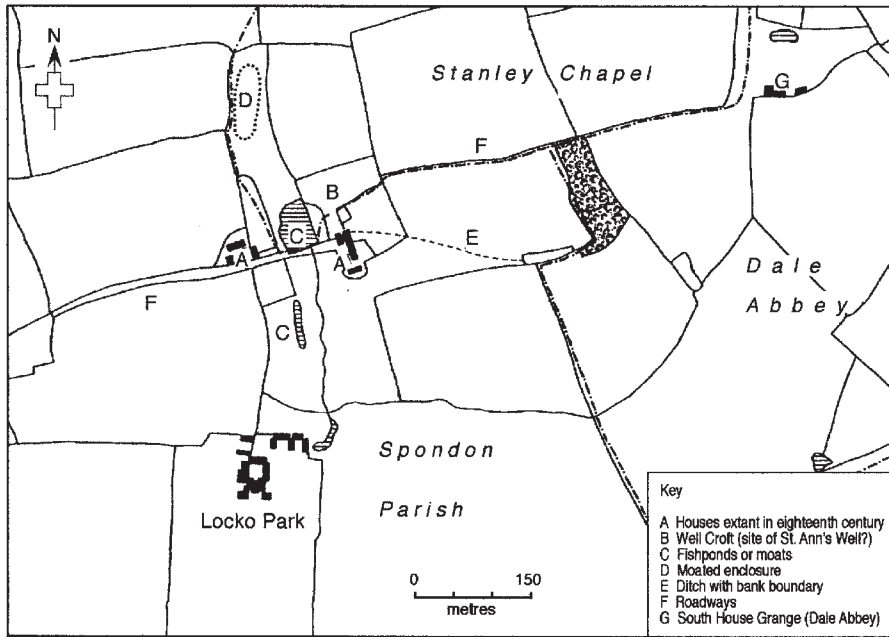 N
Stanley Chapel
D
G
F
B
C
E
A
A
F
C
Dale
Abbey
Spondon
Parish
Locko Park
0 150
metres
Key
A Houses extant in eighteenth century
B Well Croft (site of St. Ann's Well?)
C Fishponds or moats
D Moated enclosure
E Ditch with bank boundary
F Roadways
G South House Grange (Dale Abbey)